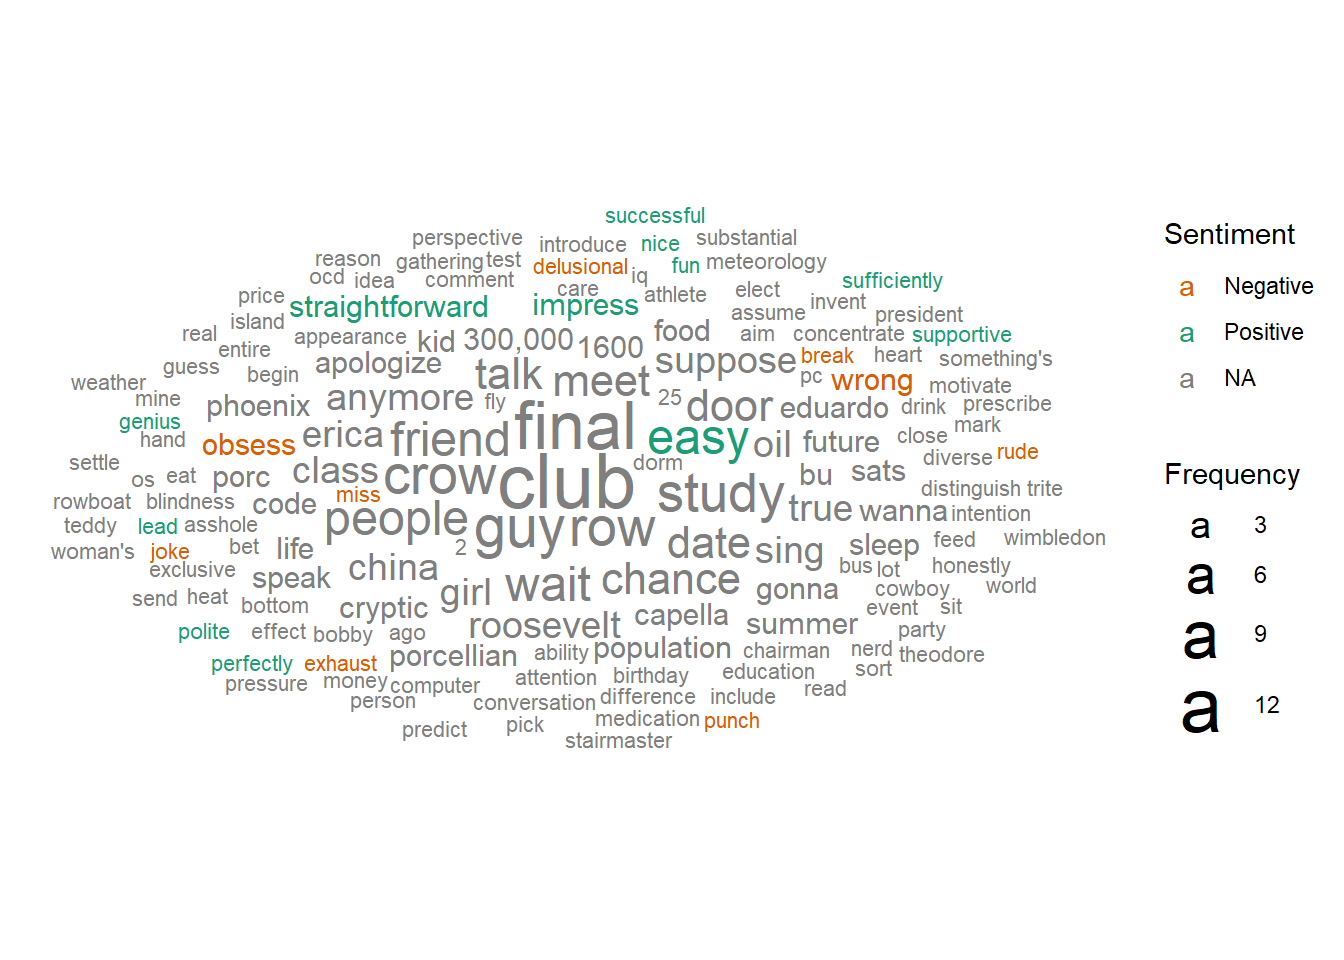 successful
perspective introduce nice substantial
reason gathering test delusional iq fun meteorology
ocd idea comment care athlete elect sufficiently
price straightforward impress assume invent president
island
real appearance kid 300,000 1600 food aim concentrate supportive
entire
guess begin apologize talk meet suppose break heart something's
weather mine phoenix anymore fly 25 door pc wrong motivate
genius eduardo drink prescribe
hand obsess erica friend final easy oil future close mark
settle os eat porc class crow club dorm study bu sats diverse rude
rowboat blindness code miss distinguish trite
teddy lead asshole people guy row true wanna intention
woman's joke bet life 2 date sing sleep feed wimbledon
exclusive speak china wait chance bus lot honestly
send heat bottom cryptic girl gonna cowboy world
polite effect bobby ago roosevelt capella summer event sit
perfectly exhaust porcellian ability population chairman nerd party
theodore
pressure money computer attention birthday education sort
person conversation difference include read
predict pick medication punch
stairmaster
Sentiment
a Negative
a Positive
a NA
Frequency
a 3
a 6
a 9
a 12